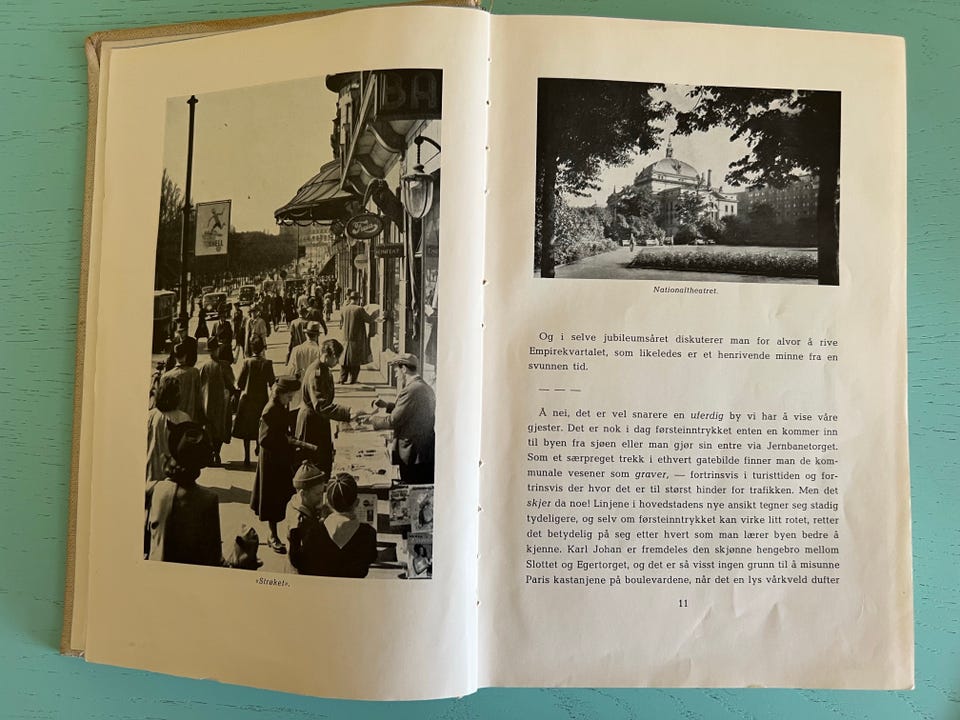 BA
«Strøket».
Nationaltheatret.
Og i selve jubileumsåret diskuterer man for alvor å rive
Empirekvartalet, som likeledes er et henrivende minne fra en
svunnen tid.
— — —
Å nei, det er vel snarere en uferdig by vi har å vise våre
gjester. Det er nok i dag førsteinntrykket enten en kommer inn
til byen fra sjøen eller man gjør sin entre via Jernbanetorget.
Som et særpreget trekk i ethvert gatebilde finner man de kom-
munale vesener som graver, — fortrinsvis i turisttiden og for-
trinsvis der hvor det er til størst hinder for trafikken. Men det
skjer da noe! Linjene i hovedstadens nye ansikt tegner seg stadig
tydeligere, og selv om førsteinntrykket kan virke litt rotet, retter
det betydelig på seg etter hvert som man lærer byen bedre å
kjenne. Karl Johan er fremdeles den skjønne hengebro mellom
Slottet og Egertorget, og det er så visst ingen grunn til å misunne
Paris kastanjene på boulevardene, når det en lys vårkveld dufter
11